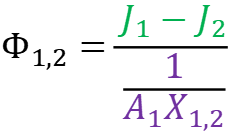 Φ₁,₂ = (J₁ − J₂) / (1 / (A₁X₁,₂))